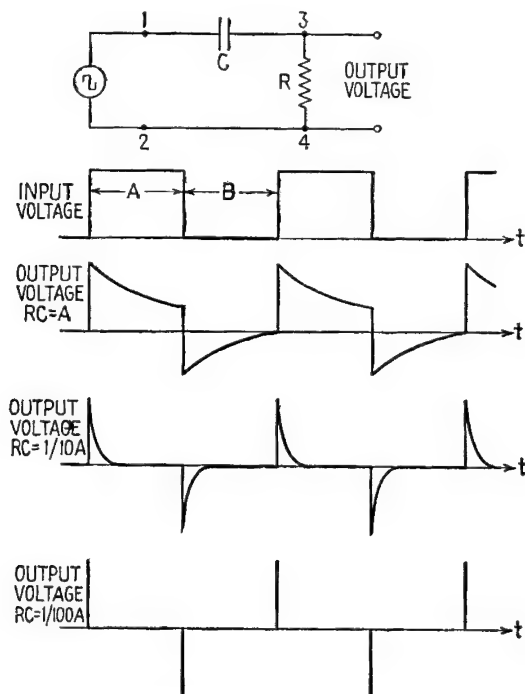 1
3
C
R
OUTPUT
VOLTAGE
2
4
INPUT
VOLTAGE
A
B
t
OUTPUT
VOLTAGE
RC=A
t
OUTPUT
VOLTAGE
RC=1/10A
t
OUTPUT
VOLTAGE
RC=1/100A
t